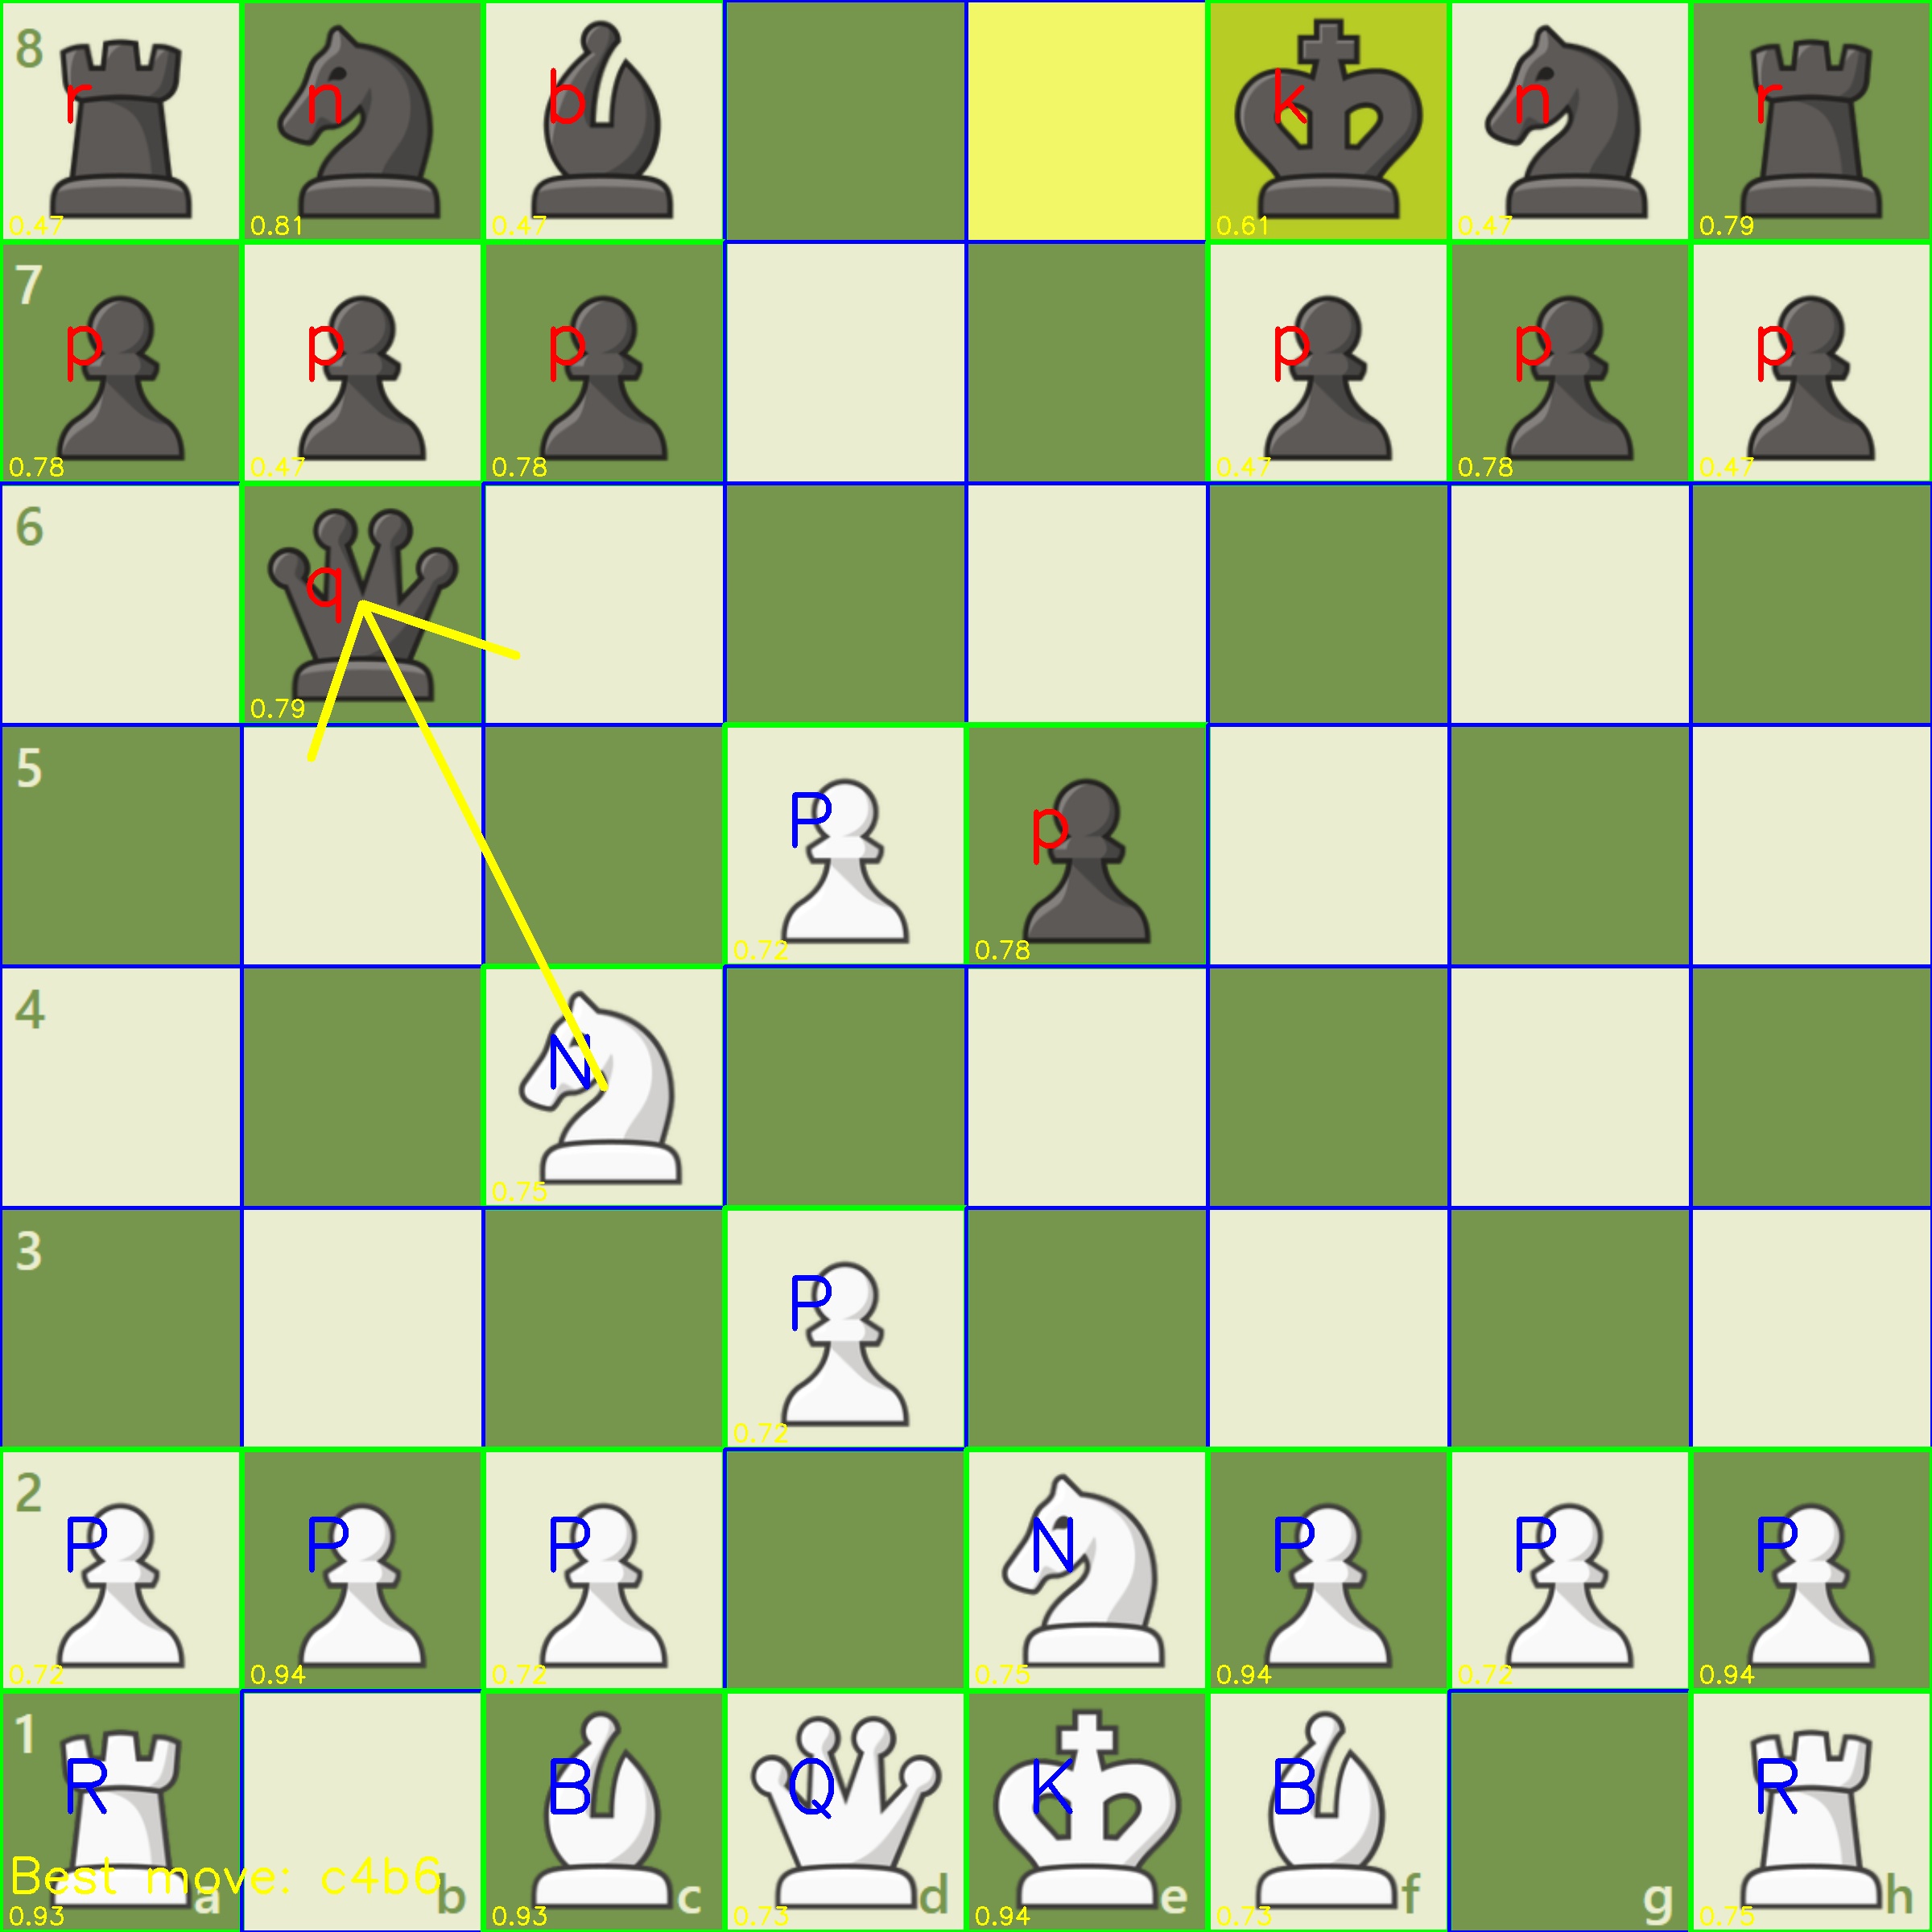 8 r n b k n r
0.47 0.81 0.47 0.61 0.47 0.79
7
p p p p p p
0.78 0.47 0.78 0.47 0.78 0.47
6
q
0.79
5
P p
0.72 0.78
4
N
0.75
3
P
0.72
2
P P P N P P P
0.72 0.94 0.72 0.75 0.94 0.72 0.94
1
R B Q K B R
Best move: c4b6
a b c d e f g h
0.93 0.93 0.73 0.94 0.73 0.75